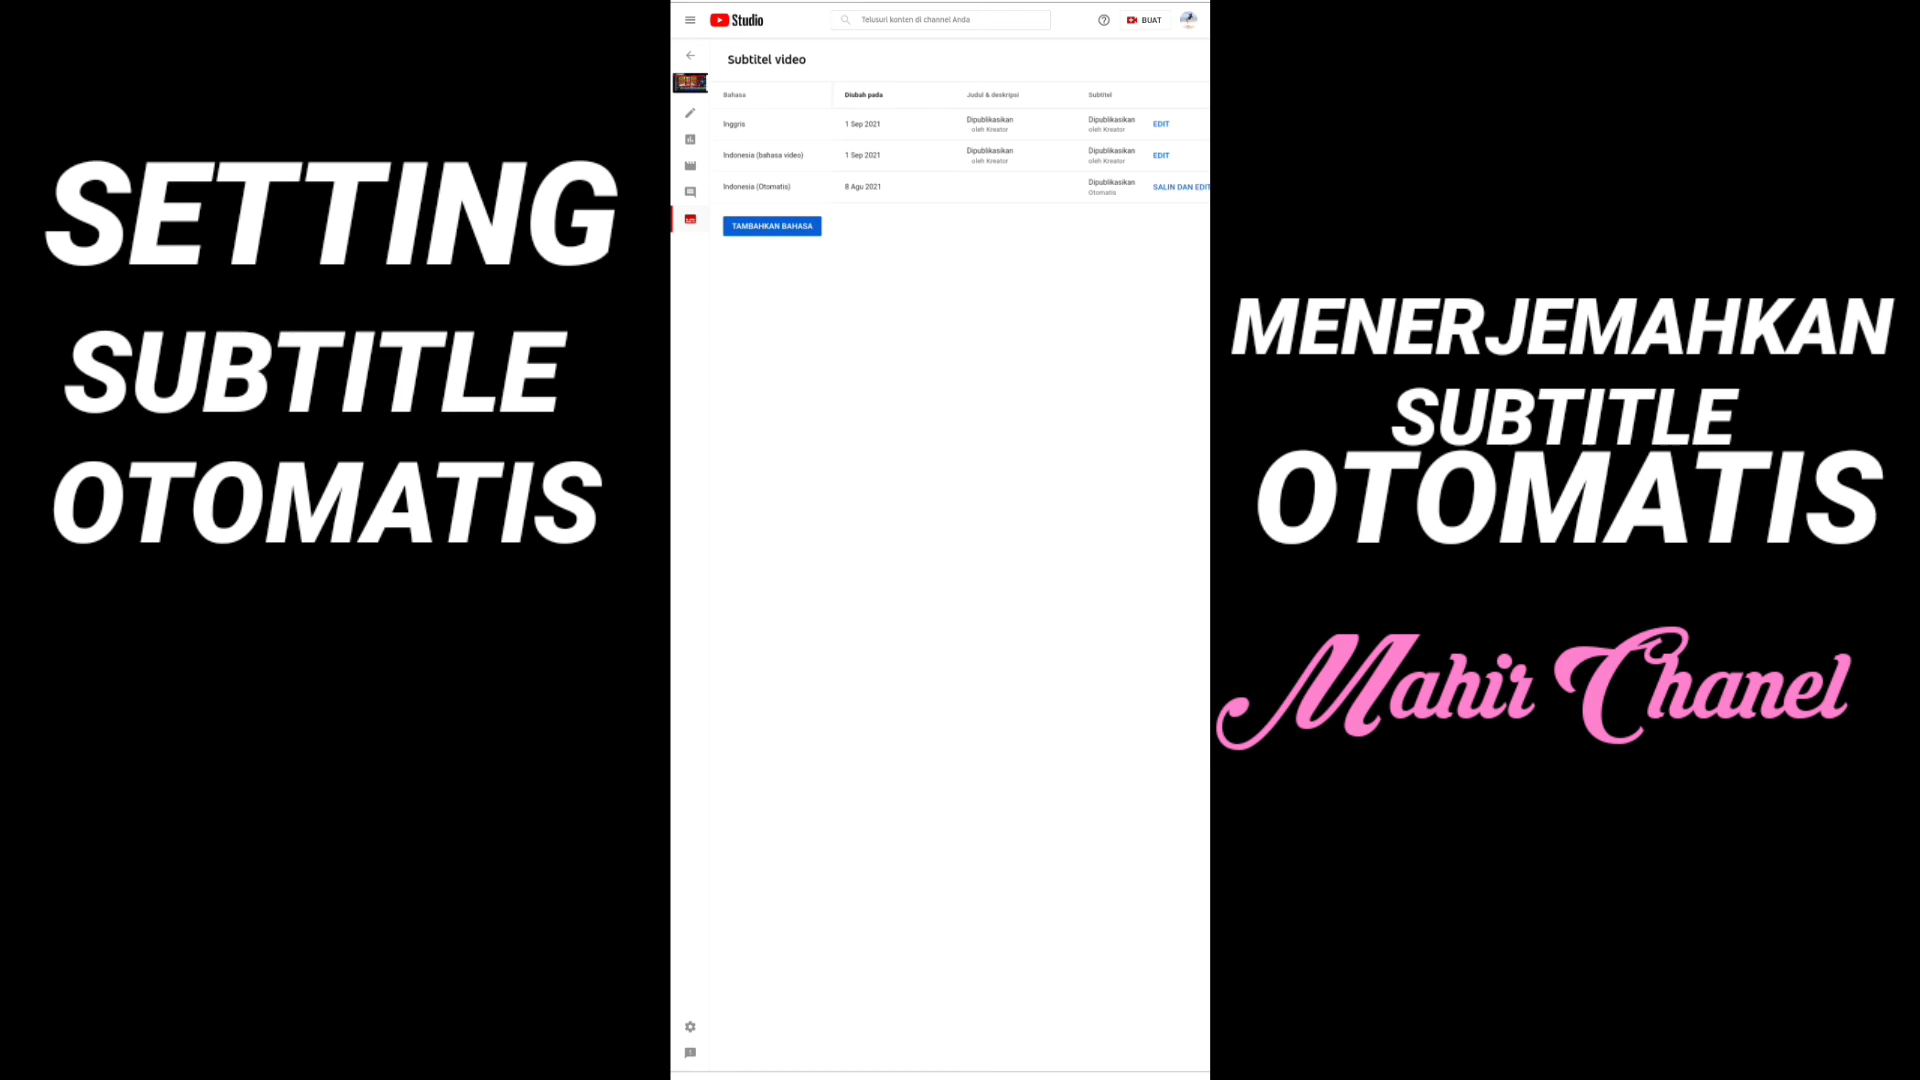 SETTING
SUBTITLE
OTOMATIS
Studio
Telusuri konten di channel Anda
BUAT
Subtitel video
Bahasa Diubah pada Judul & deskripsi Subtitel
Inggris 1 Sep 2021 Dipublikasikan Dipublikasikan EDIT
oleh Kreator oleh Kreator
Indonesia (bahasa video) 1 Sep 2021 Dipublikasikan Dipublikasikan EDIT
oleh Kreator oleh Kreator
Indonesia (Otomatis) 8 Agu 2021 Dipublikasikan SALIN DAN EDIT
Otomatis
TAMBAHKAN BAHASA
MENERJEMAHKAN
SUBTITLE
OTOMATIS
Mahir Chanel